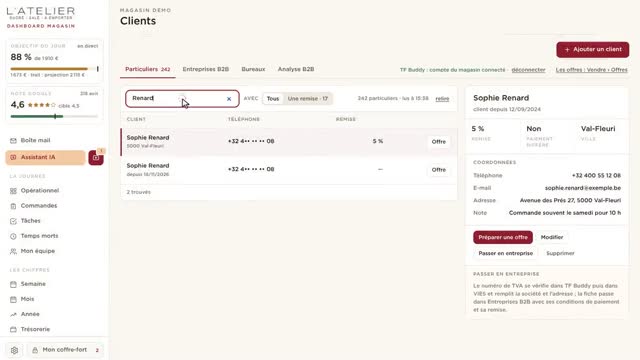 L'ATELIER
SUCRÉ · SALÉ · À EMPORTER
DASHBOARD MAGASIN
OBJECTIF DU JOUR
en direct
88 % de 1 910 €
NOTE GOOGLE
318 avis
4,6 ★★★★☆ · cible 4,3
Boîte mail
Assistant IA
1
LA JOURNÉE
Opérationnel
Commandes
Tâches
Temps morts
Mon équipe
LES CHIFFRES
Semaine
Mois
Année
Trésorerie
Mon coffre-fort 2
MAGASIN DÉMO
Clients
+ Ajouter un client
Particuliers 242
Entreprises B2B
Bureaux
Analyse B2B
TF Buddy : compte du magasin connecté · déconnecter
Les offres : Vendre › Offres
Renard
×
AVEC
Tous
Une remise · 17
242 particuliers · lus à 15:38
relire
CLIENT
TÉLÉPHONE
REMISE
Sophie Renard
5000 Val-Fleuri
+32 4•• •• •• 08
5 %
Offre
Sophie Renard
depuis 18/11/2026
+32 4•• •• •• 08
—
Offre
2 trouvés
Sophie Renard
client depuis 12/09/2024
5 %
REMISE
Non
PAIEMENT DIFFÉRÉ
Val-Fleuri
VILLE
COORDONNÉES
Téléphone
+32 400 55 12 08
E-mail
sophie.renard@exemple.be
Adresse
Avenue des Prés 27, 5000 Val-Fleuri
Note
Commande souvent le samedi pour 10 h
Préparer une offre
Modifier
Passer en entreprise
Supprimer
PASSER EN ENTREPRISE
Le numéro de TVA se vérifie dans TF Buddy puis dans
VIES et remplit la société et l'adresse ; la fiche passe
dans Entreprises B2B avec ses conditions de paiement
et sa remise.